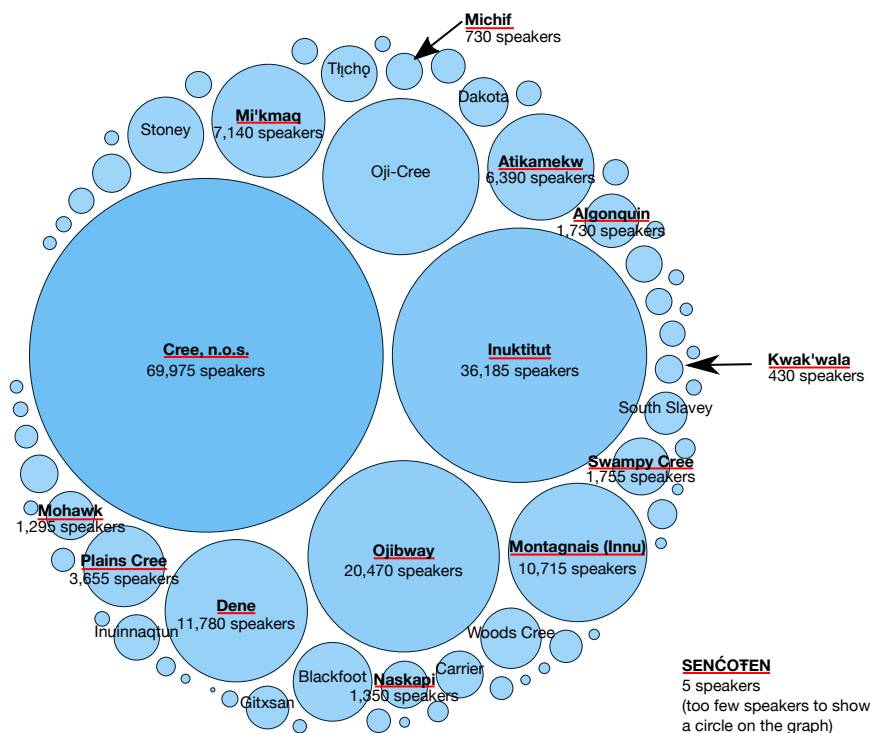 Michif
730 speakers
Tłı̨chǫ
Dakota
Mi'kmaq
7,140 speakers
Stoney
Oji-Cree
Atikamekw
6,390 speakers
Algonquin
1,730 speakers
Cree, n.o.s.
69,975 speakers
Inuktitut
36,185 speakers
Kwak'wala
430 speakers
South Slavey
Swampy Cree
1,755 speakers
Mohawk
1,295 speakers
Plains Cree
3,655 speakers
Ojibway
20,470 speakers
Montagnais (Innu)
10,715 speakers
Dene
11,780 speakers
Inuinnaqtun
Woods Cree
Blackfoot
Naskapi
1,350 speakers
Carrier
Gitxsan
SENĆOŦEN
5 speakers
(too few speakers to show
a circle on the graph)